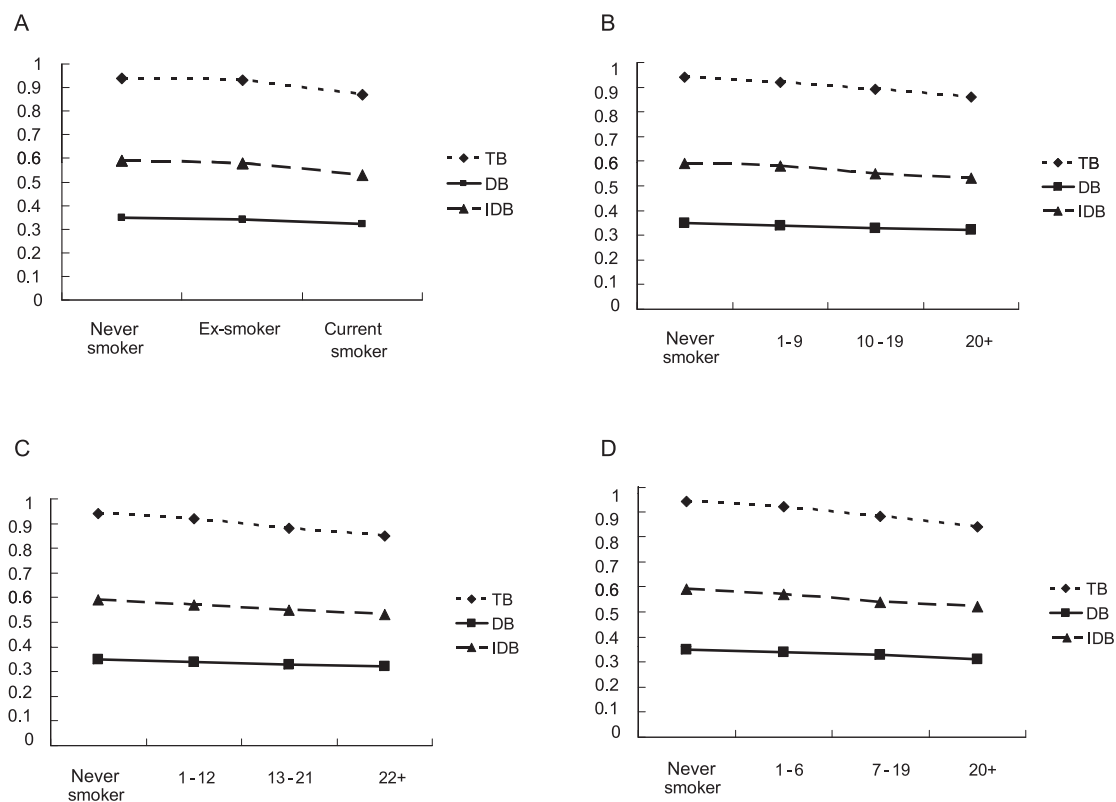 A
1
0.9
0.8
0.7
0.6
0.5
0.4
0.3
0.2
0.1
0
Never
smoker
Ex-smoker
Current
smoker
TB
DB
IDB
B
1
0.9
0.8
0.7
0.6
0.5
0.4
0.3
0.2
0.1
0
Never
smoker
1-9
10-19
20+
TB
DB
IDB
C
1
0.9
0.8
0.7
0.6
0.5
0.4
0.3
0.2
0.1
0
Never
smoker
1-12
13-21
22+
TB
DB
IDB
D
1
0.9
0.8
0.7
0.6
0.5
0.4
0.3
0.2
0.1
0
Never
smoker
1-6
7-19
20+
TB
DB
IDB